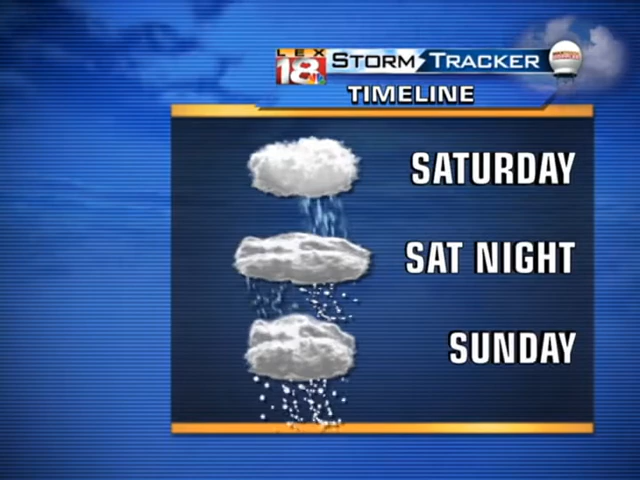 LEX
18
STORM TRACKER
TIMELINE
SATURDAY
SAT NIGHT
SUNDAY